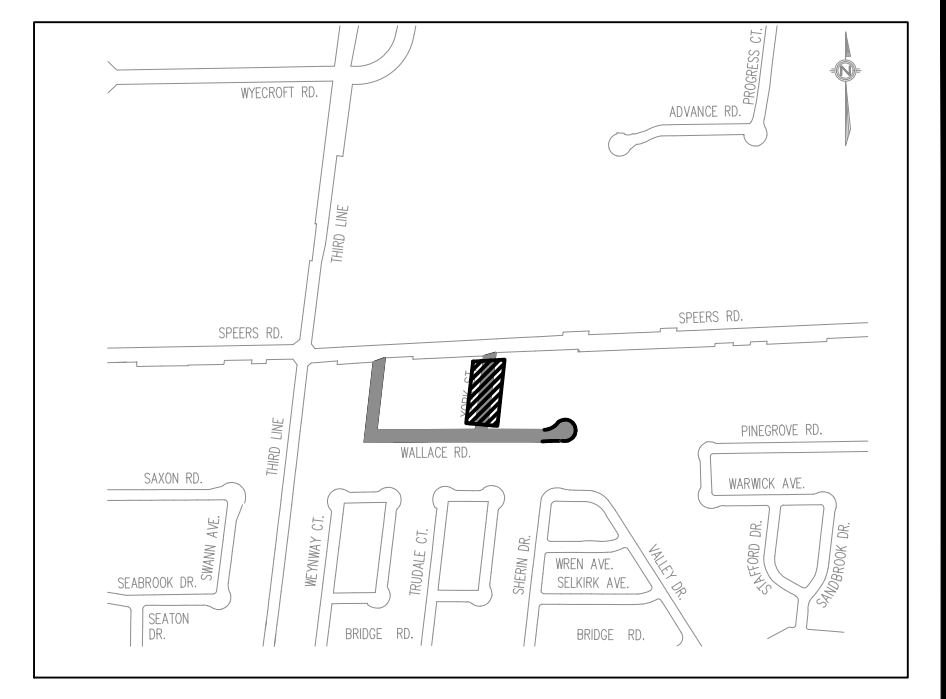 PROGRESS CT.
WYECROFT RD.
ADVANCE RD.
N
THIRD LINE
SPEERS RD.
SPEERS RD.
YORK CT.
THIRD LINE
WALLACE RD.
PINEGROVE RD.
SAXON RD.
WARWICK AVE.
SWANN AVE.
WEYNWAY CT.
TRUDALE CT.
SHERIN DR.
VALLEY DR.
STAFFORD DR.
SANDBROOK DR.
WREN AVE.
SELKIRK AVE.
SEABROOK DR.
SEATON
DR.
BRIDGE RD.
BRIDGE RD.